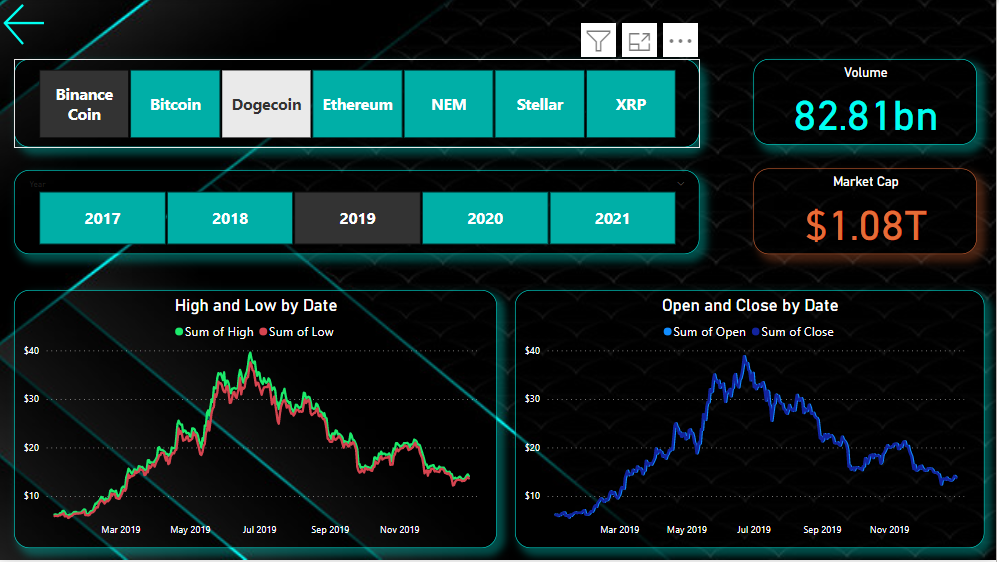 Binance
Coin
Bitcoin
Dogecoin
Ethereum
NEM
Stellar
XRP
Volume
82.81bn
Year
2017
2018
2019
2020
2021
Market Cap
$1.08T
High and Low by Date
Sum of High
Sum of Low
$40
$30
$20
$10
Mar 2019
May 2019
Jul 2019
Sep 2019
Nov 2019
Open and Close by Date
Sum of Open
Sum of Close
$40
$30
$20
$10
Mar 2019
May 2019
Jul 2019
Sep 2019
Nov 2019